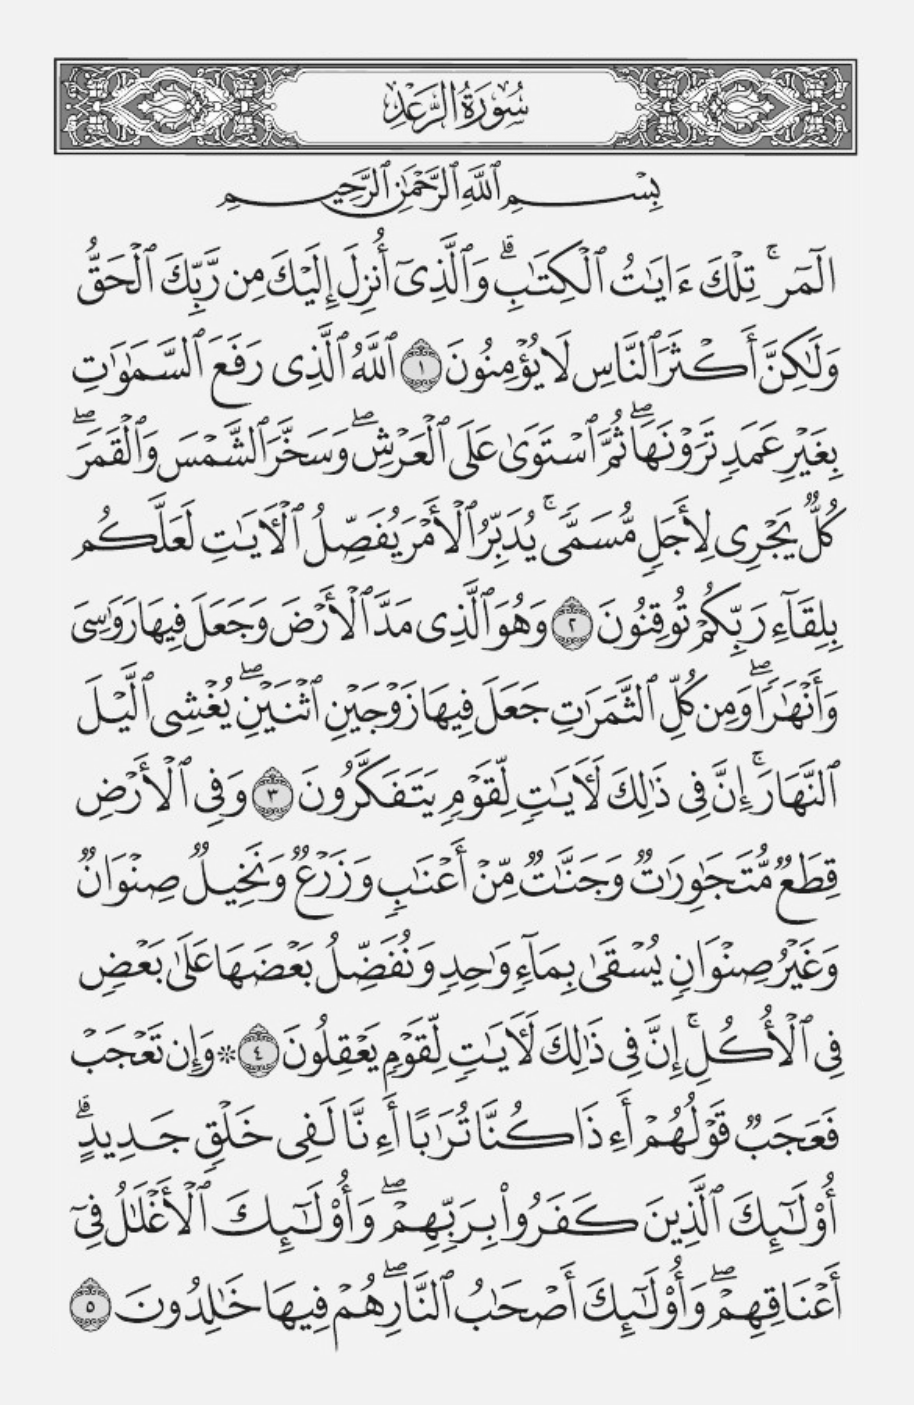 سُورَةُ الرَّعْدِ
بِسْمِ ٱللَّهِ ٱلرَّحْمَٰنِ ٱلرَّحِيمِ
الٓمٓرۚ تِلْكَ ءَايَٰتُ ٱلْكِتَٰبِۗ وَٱلَّذِىٓ أُنزِلَ إِلَيْكَ مِن رَّبِّكَ ٱلْحَقُّ
وَلَٰكِنَّ أَكْثَرَ ٱلنَّاسِ لَا يُؤْمِنُونَ ١ ٱللَّهُ ٱلَّذِى رَفَعَ ٱلسَّمَٰوَٰتِ
بِغَيْرِ عَمَدٍ تَرَوْنَهَاۖ ثُمَّ ٱسْتَوَىٰ عَلَى ٱلْعَرْشِۖ وَسَخَّرَ ٱلشَّمْسَ وَٱلْقَمَرَۖ
كُلٌّ يَجْرِى لِأَجَلٍ مُّسَمًّىۚ يُدَبِّرُ ٱلْأَمْرَ يُفَصِّلُ ٱلْءَايَٰتِ لَعَلَّكُم
بِلِقَآءِ رَبِّكُمْ تُوقِنُونَ ٢ وَهُوَ ٱلَّذِى مَدَّ ٱلْأَرْضَ وَجَعَلَ فِيهَا رَوَٰسِىَ
وَأَنْهَٰرًاۖ وَمِن كُلِّ ٱلثَّمَرَٰتِ جَعَلَ فِيهَا زَوْجَيْنِ ٱثْنَيْنِۖ يُغْشِى ٱلَّيْلَ
ٱلنَّهَارَۚ إِنَّ فِى ذَٰلِكَ لَءَايَٰتٍ لِّقَوْمٍ يَتَفَكَّرُونَ ٣ وَفِى ٱلْأَرْضِ
قِطَعٌ مُّتَجَٰوِرَٰتٌ وَجَنَّٰتٌ مِّنْ أَعْنَٰبٍ وَزَرْعٌ وَنَخِيلٌ صِنْوَانٌ
وَغَيْرُ صِنْوَانٍ يُسْقَىٰ بِمَآءٍ وَٰحِدٍ وَنُفَضِّلُ بَعْضَهَا عَلَىٰ بَعْضٍ
فِى ٱلْأُكُلِۚ إِنَّ فِى ذَٰلِكَ لَءَايَٰتٍ لِّقَوْمٍ يَعْقِلُونَ ٤ ۞ وَإِن تَعْجَبْ
فَعَجَبٌ قَوْلُهُمْ أَءِذَا كُنَّا تُرَٰبًا أَءِنَّا لَفِى خَلْقٍ جَدِيدٍۗ
أُو۟لَٰٓئِكَ ٱلَّذِينَ كَفَرُوا۟ بِرَبِّهِمْۖ وَأُو۟لَٰٓئِكَ ٱلْأَغْلَٰلُ فِىٓ
أَعْنَاقِهِمْۖ وَأُو۟لَٰٓئِكَ أَصْحَٰبُ ٱلنَّارِۖ هُمْ فِيهَا خَٰلِدُونَ ٥